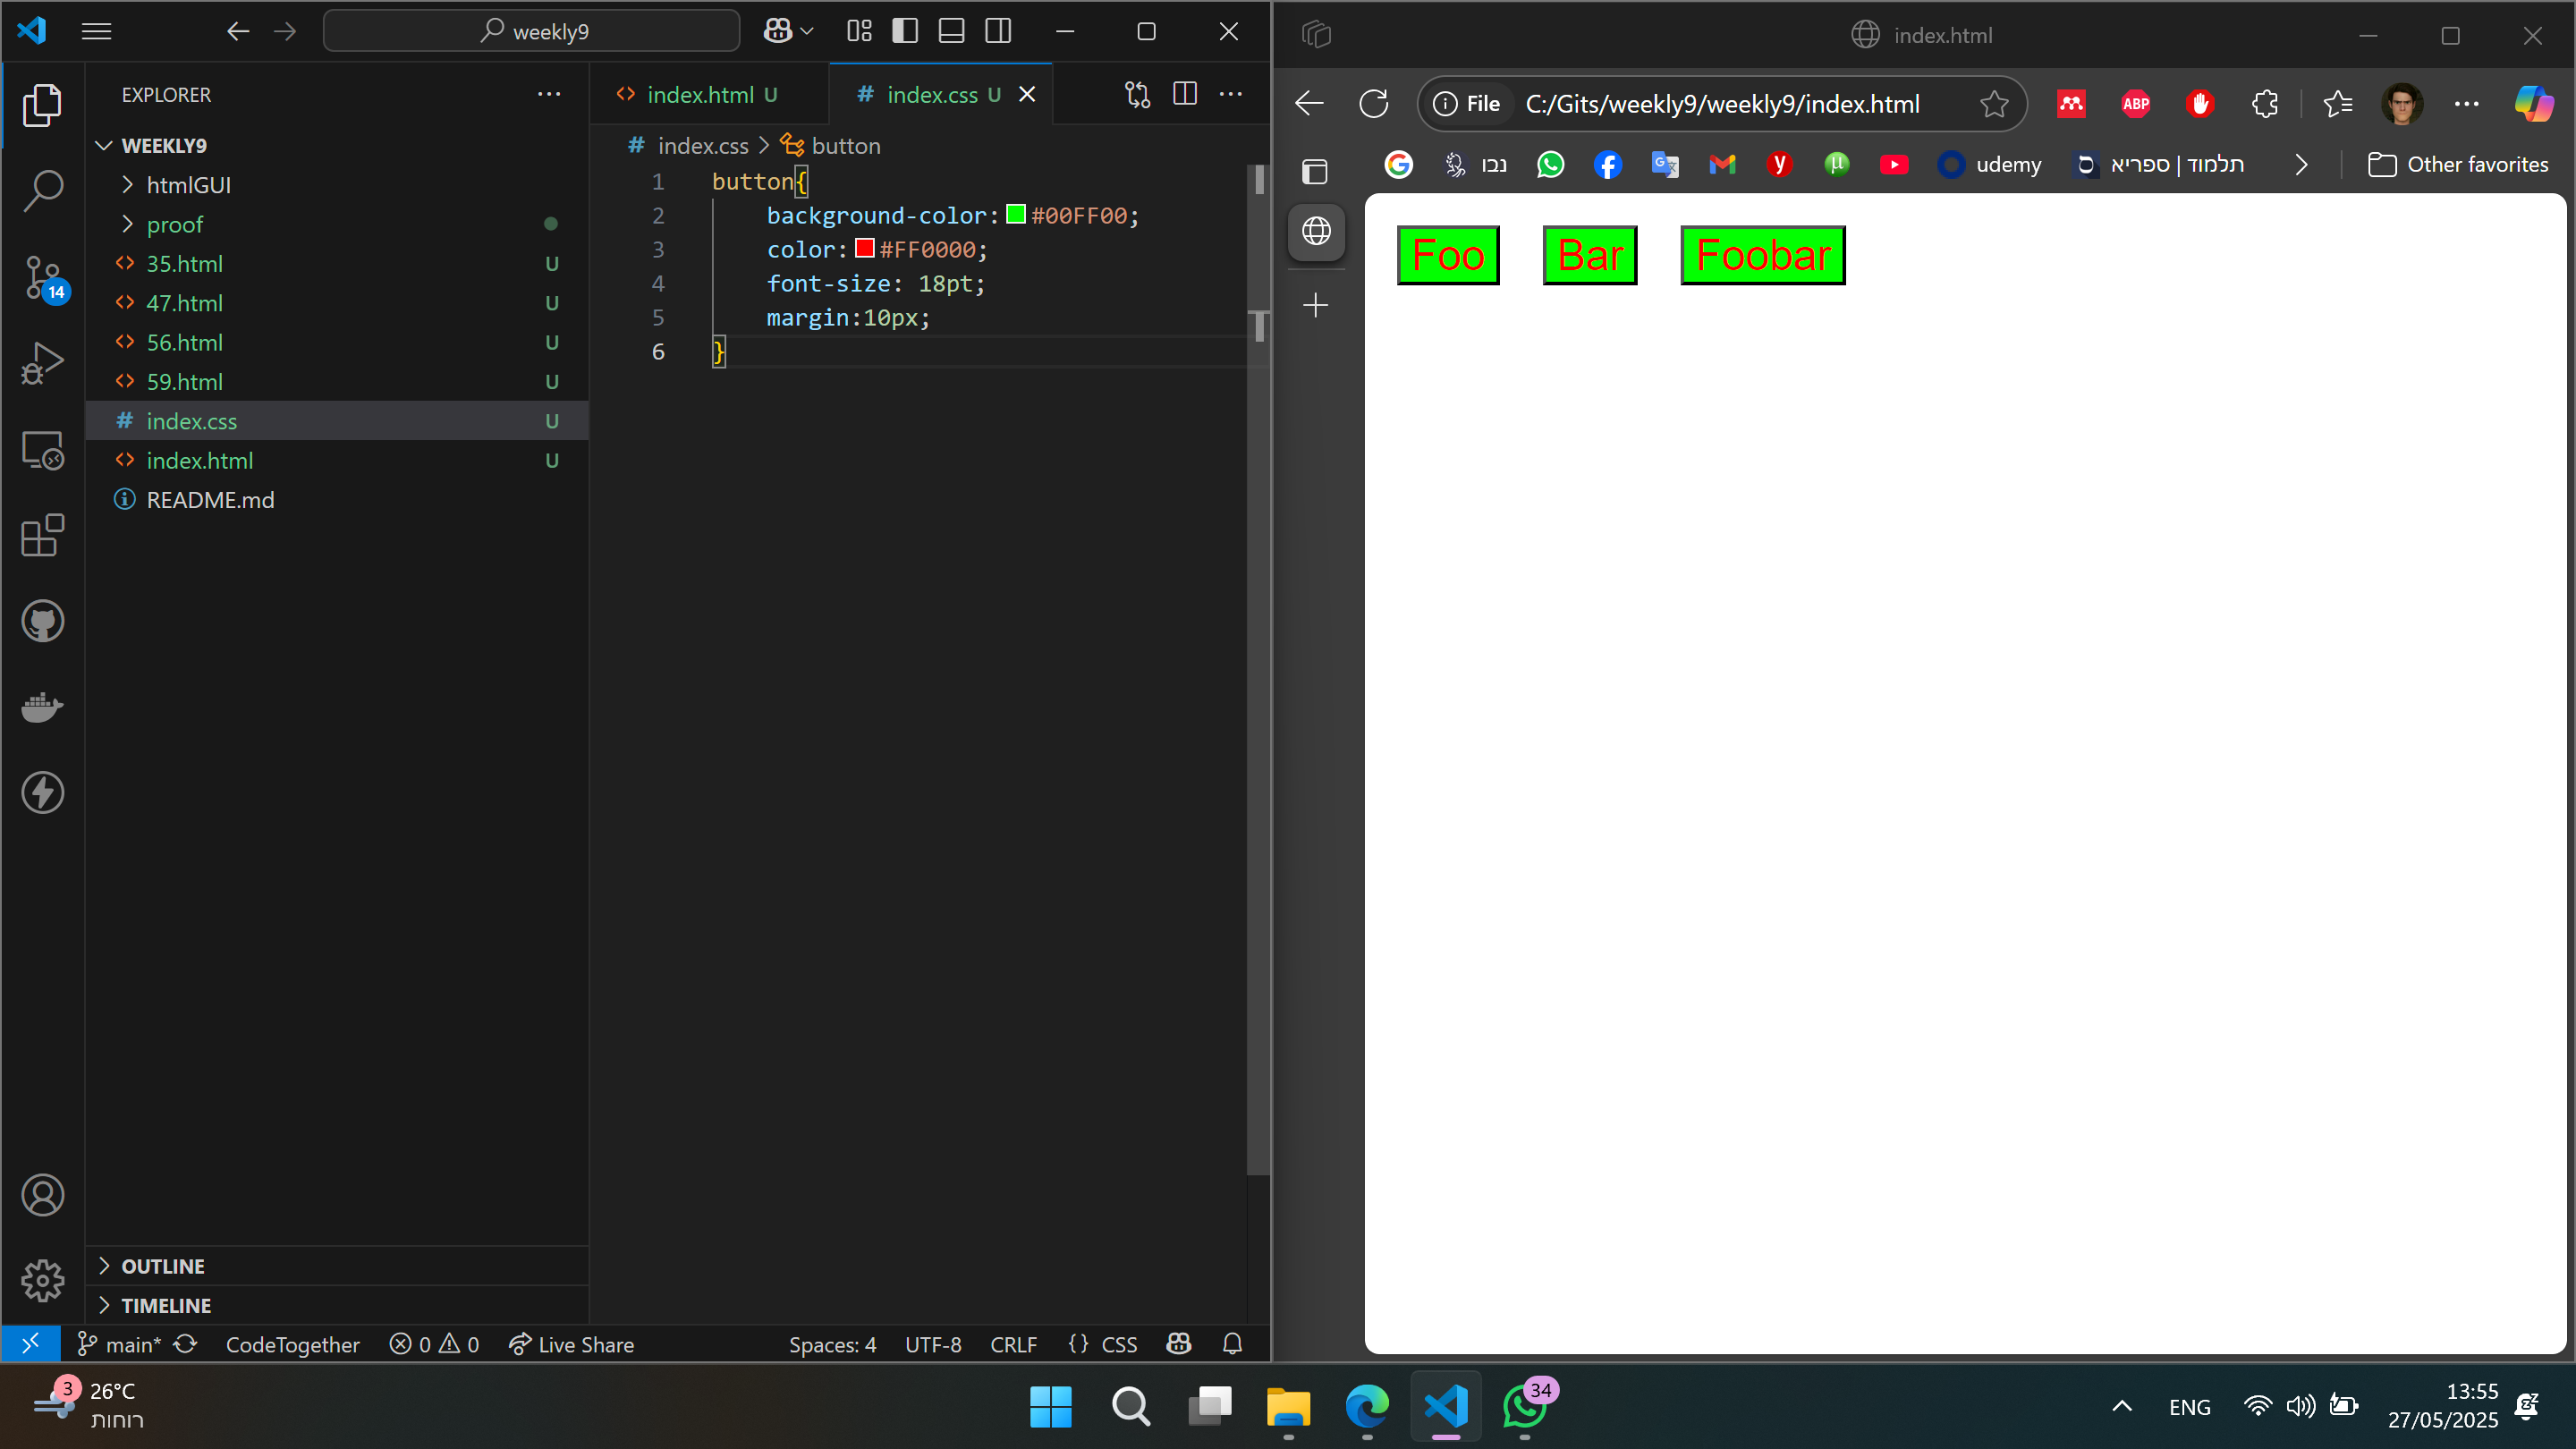 weekly9
EXPLORER
WEEKLY9
htmlGUI
proof
35.html U
47.html U
56.html U
59.html U
index.css U
index.html U
README.md
14
OUTLINE
TIMELINE
index.html U
index.css U
index.css > button
1 button{
2 background-color: #00FF00;
3 color: #FF0000;
4 font-size: 18pt;
5 margin:10px;
6 }
main* CodeTogether 0 0 Live Share Spaces: 4 UTF-8 CRLF {} CSS
index.html
File C:/Gits/weekly9/weekly9/index.html
ABP
נבו
udemy
תלמוד | ספריא
Other favorites
Foo Bar Foobar
3
26°C
רוחות
34
ENG
13:55
27/05/2025